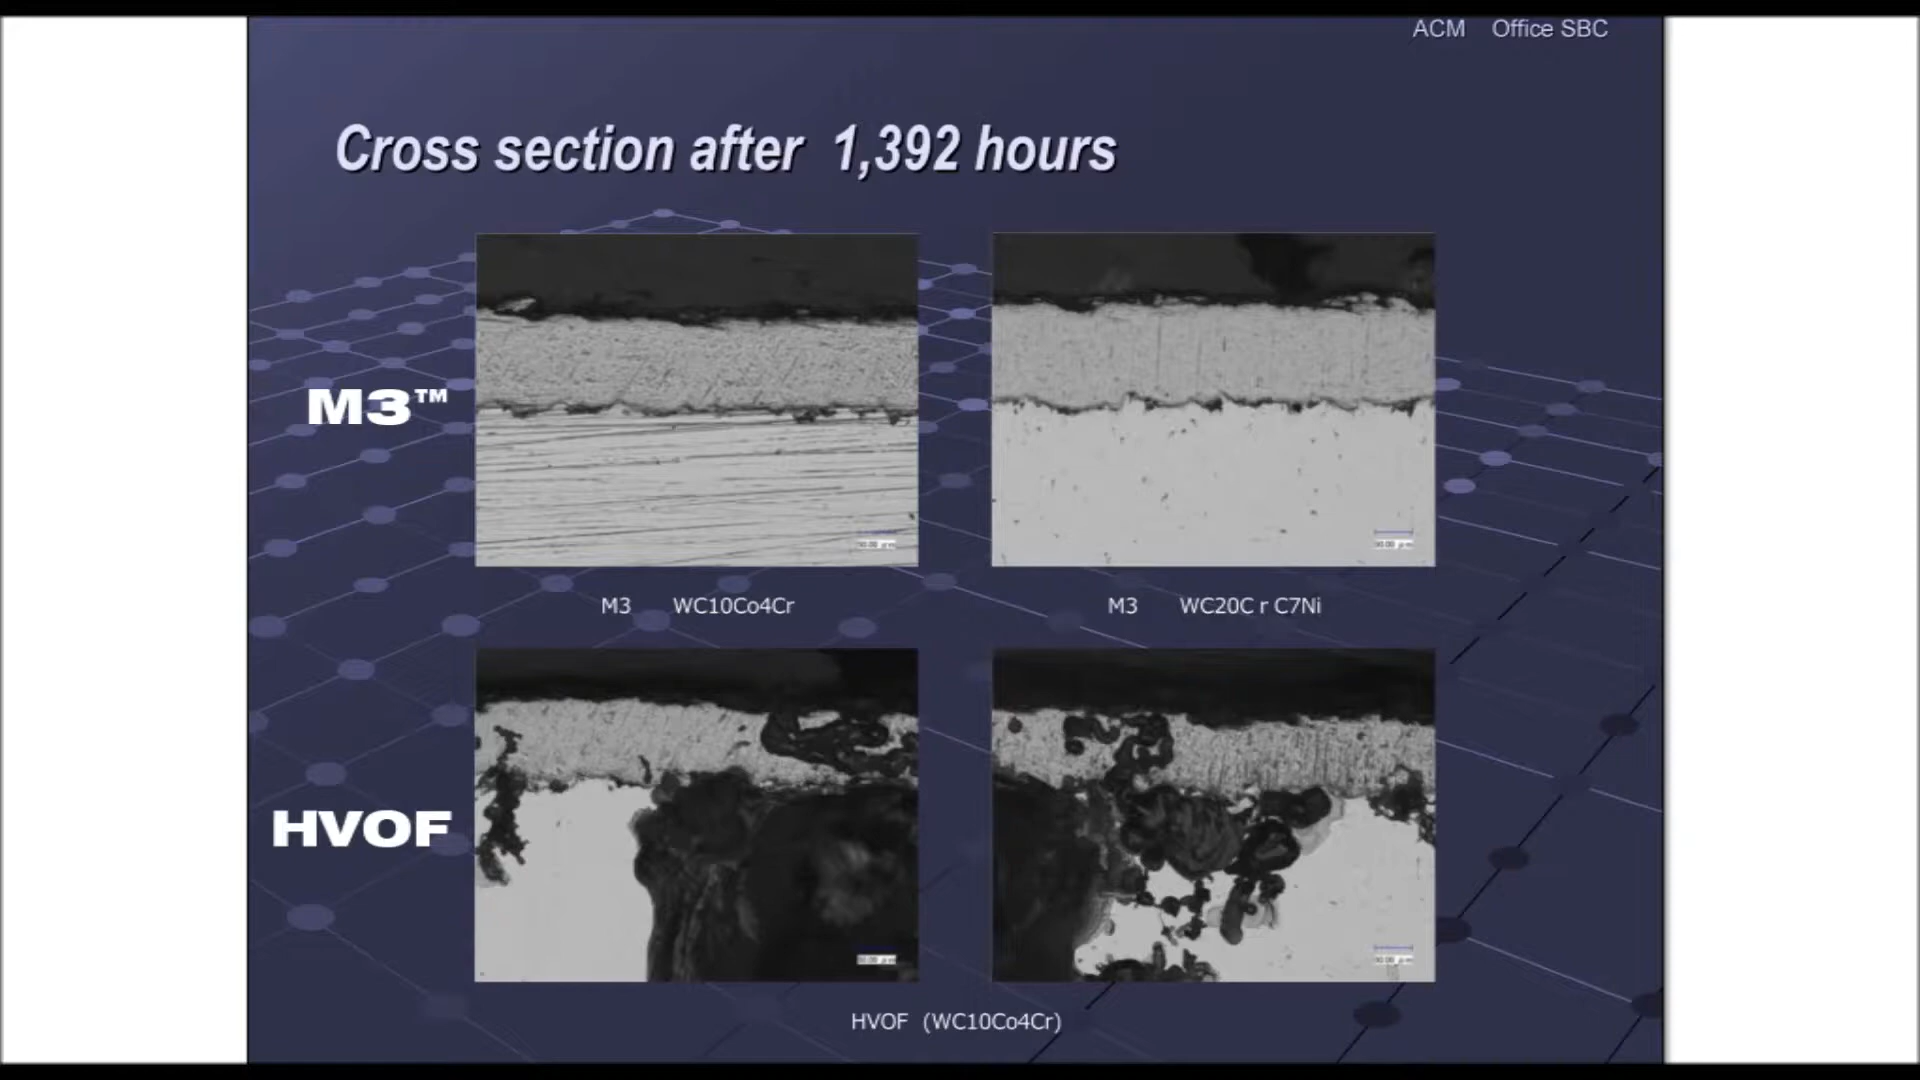 ACM Office SBC
Cross section after 1,392 hours
M3™
M3 WC10Co4Cr
M3 WC20C r C7Ni
HVOF
HVOF (WC10Co4Cr)